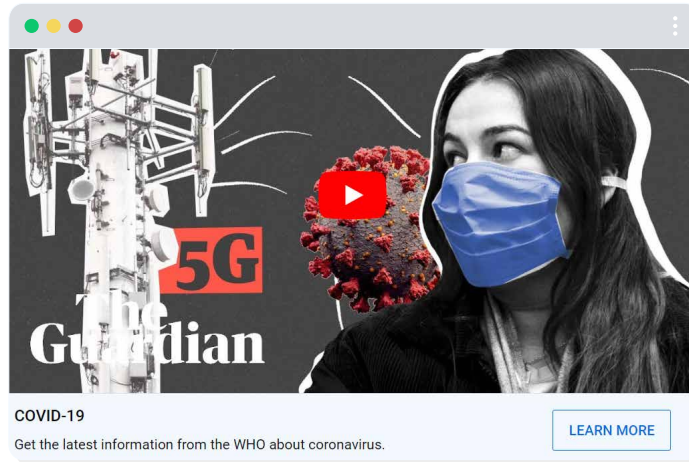 5G
The
Guardian
COVID-19
Get the latest information from the WHO about coronavirus.
LEARN MORE